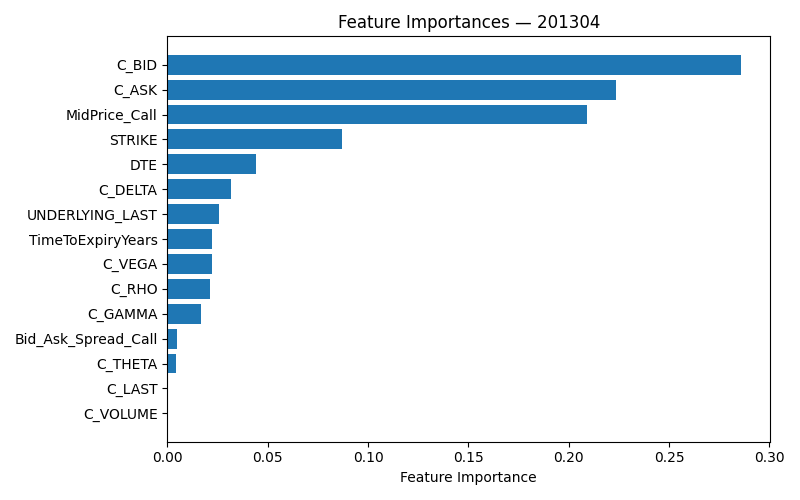 Feature Importances — 201304
C_BID
C_ASK
MidPrice_Call
STRIKE
DTE
C_DELTA
UNDERLYING_LAST
TimeToExpiryYears
C_VEGA
C_RHO
C_GAMMA
Bid_Ask_Spread_Call
C_THETA
C_LAST
C_VOLUME
0.00 0.05 0.10 0.15 0.20 0.25 0.30
Feature Importance